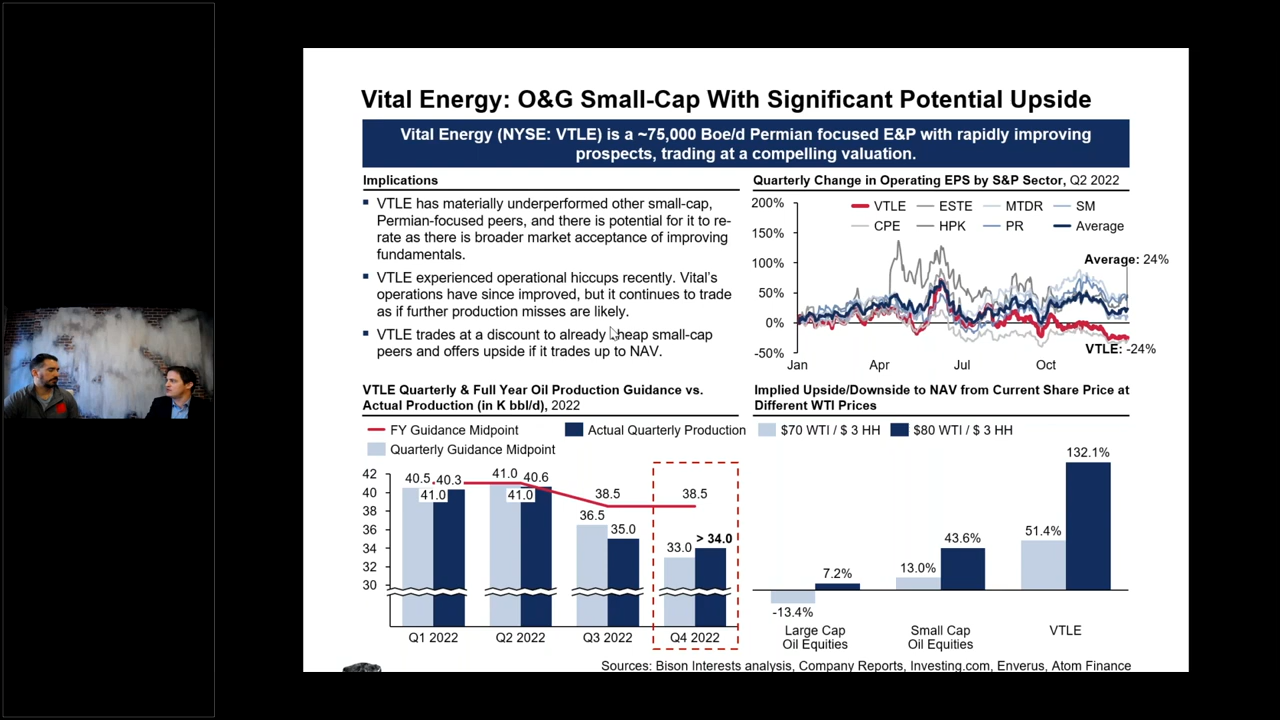 Vital Energy: O&G Small-Cap With Significant Potential Upside
Vital Energy (NYSE: VTLE) is a ~75,000 Boe/d Permian focused E&P with rapidly improving
prospects, trading at a compelling valuation.
Implications
▪ VTLE has materially underperformed other small-cap,
Permian-focused peers, and there is potential for it to re-
rate as there is broader market acceptance of improving
fundamentals.
▪ VTLE experienced operational hiccups recently. Vital's
operations have since improved, but it continues to trade
as if further production misses are likely.
▪ VTLE trades at a discount to already cheap small-cap
peers and offers upside if it trades up to NAV.
Quarterly Change in Operating EPS by S&P Sector, Q2 2022
200%
150%
100%
50%
0%
-50%
VTLE ESTE MTDR SM
CPE HPK PR Average
Average: 24%
VTLE: -24%
Jan Apr Jul Oct
VTLE Quarterly & Full Year Oil Production Guidance vs.
Actual Production (in K bbl/d), 2022
FY Guidance Midpoint Actual Quarterly Production
Quarterly Guidance Midpoint
42
40
38
36
34
32
30
40.5 40.3
41.0
41.0 40.6
41.0
38.5
36.5
35.0
38.5
33.0
> 34.0
Q1 2022 Q2 2022 Q3 2022 Q4 2022
Implied Upside/Downside to NAV from Current Share Price at
Different WTI Prices
$70 WTI / $ 3 HH $80 WTI / $ 3 HH
-13.4%
7.2%
13.0%
43.6%
51.4%
132.1%
Large Cap
Oil Equities
Small Cap
Oil Equities
VTLE
Sources: Bison Interests analysis, Company Reports, Investing.com, Enverus, Atom Finance